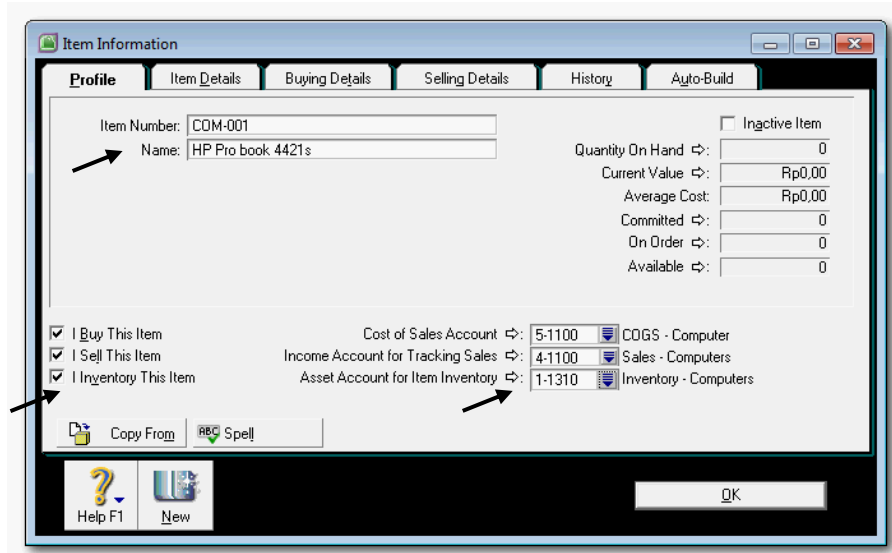 Item Information
Profile Item Details Buying Details Selling Details History Auto-Build
Item Number: COM-001
Name: HP Pro book 4421s
Inactive Item
Quantity On Hand ⇨: 0
Current Value ⇨: Rp0,00
Average Cost: Rp0,00
Committed ⇨: 0
On Order ⇨: 0
Available ⇨: 0
I Buy This Item
I Sell This Item
I Inventory This Item
Cost of Sales Account ⇨: 5-1100 COGS - Computer
Income Account for Tracking Sales ⇨: 4-1100 Sales - Computers
Asset Account for Item Inventory ⇨: 1-1310 Inventory - Computers
Copy From ABC Spell
Help F1 New OK